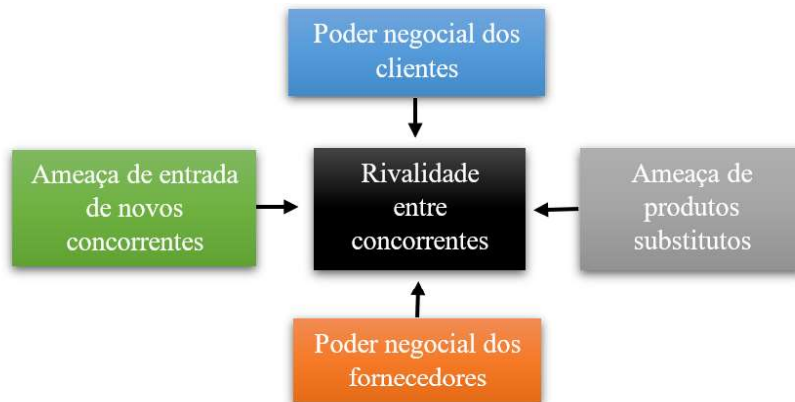 Poder negocial dos
clientes
Ameaça de entrada
de novos
concorrentes
Rivalidade
entre
concorrentes
Ameaça de
produtos
substitutos
Poder negocial dos
fornecedores